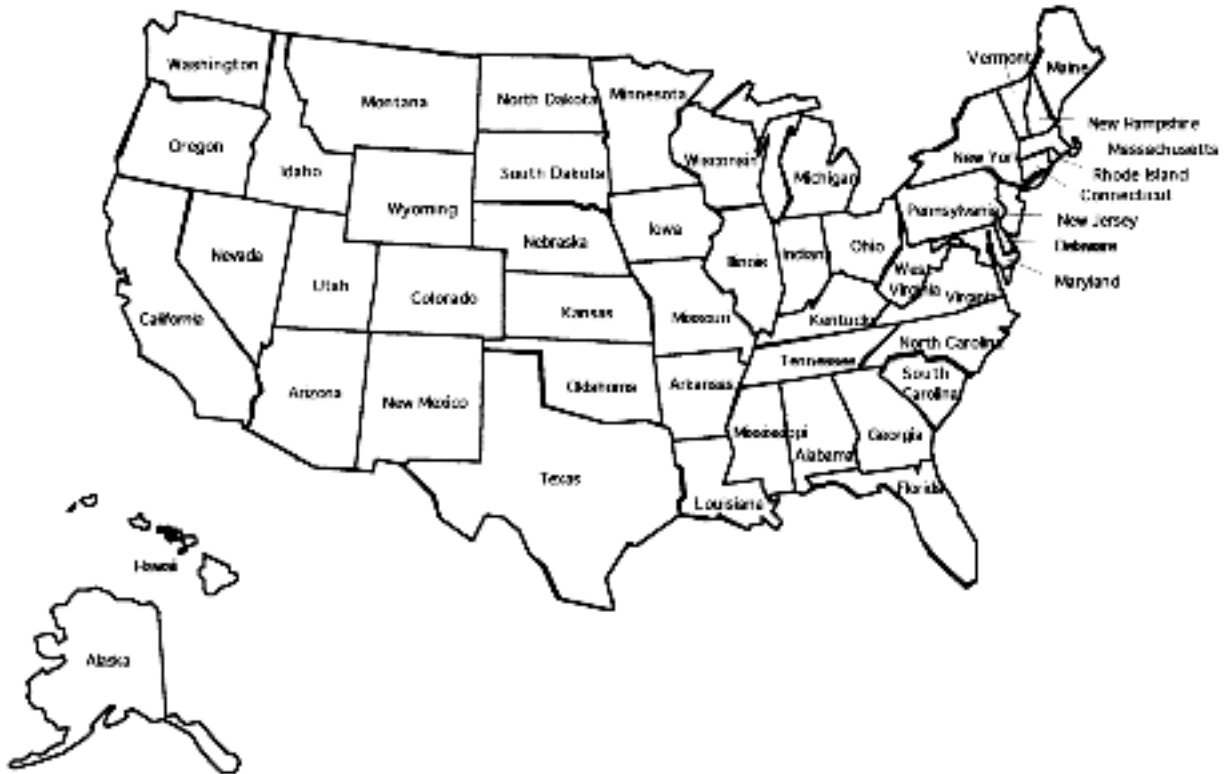 Vermont
Maine
Washington
Montana
North Dakota
Minnesota
New Hampshire
Massachusetts
Oregon
Idaho
South Dakota
Wisconsin
Michigan
New York
Rhode Island
Connecticut
Wyoming
Pennsylvania
New Jersey
Nebraska
Iowa
Ohio
Delaware
Nevada
Utah
Colorado
Illinois
Indiana
West
Virginia
Virginia
Maryland
California
Kansas
Missouri
Kentucky
North Carolina
Tennessee
South
Carolina
Arizona
New Mexico
Oklahoma
Arkansas
Mississippi
Alabama
Georgia
Texas
Louisiana
Florida
Hawaii
Alaska